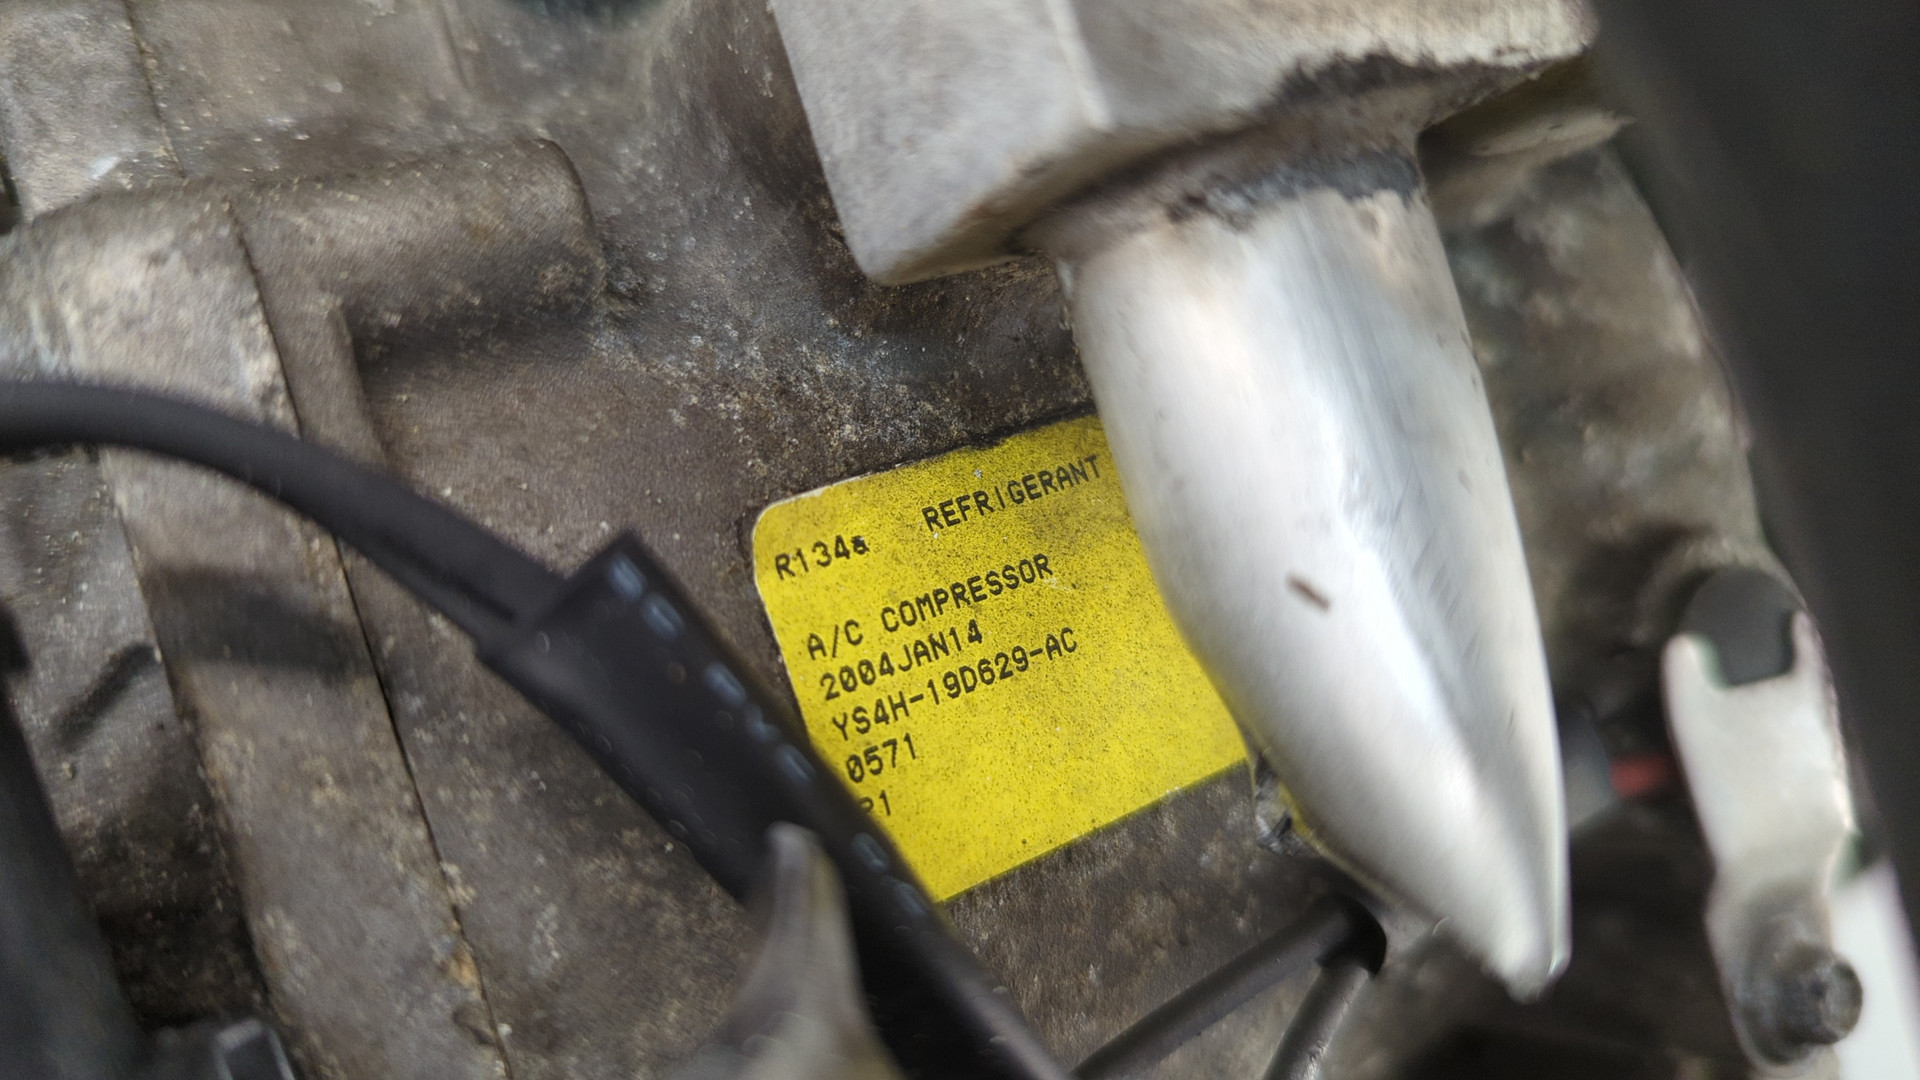 REFRIGERANT
R134a
A/C COMPRESSOR
2004JAN14
YS4H-19D629-AC
0571